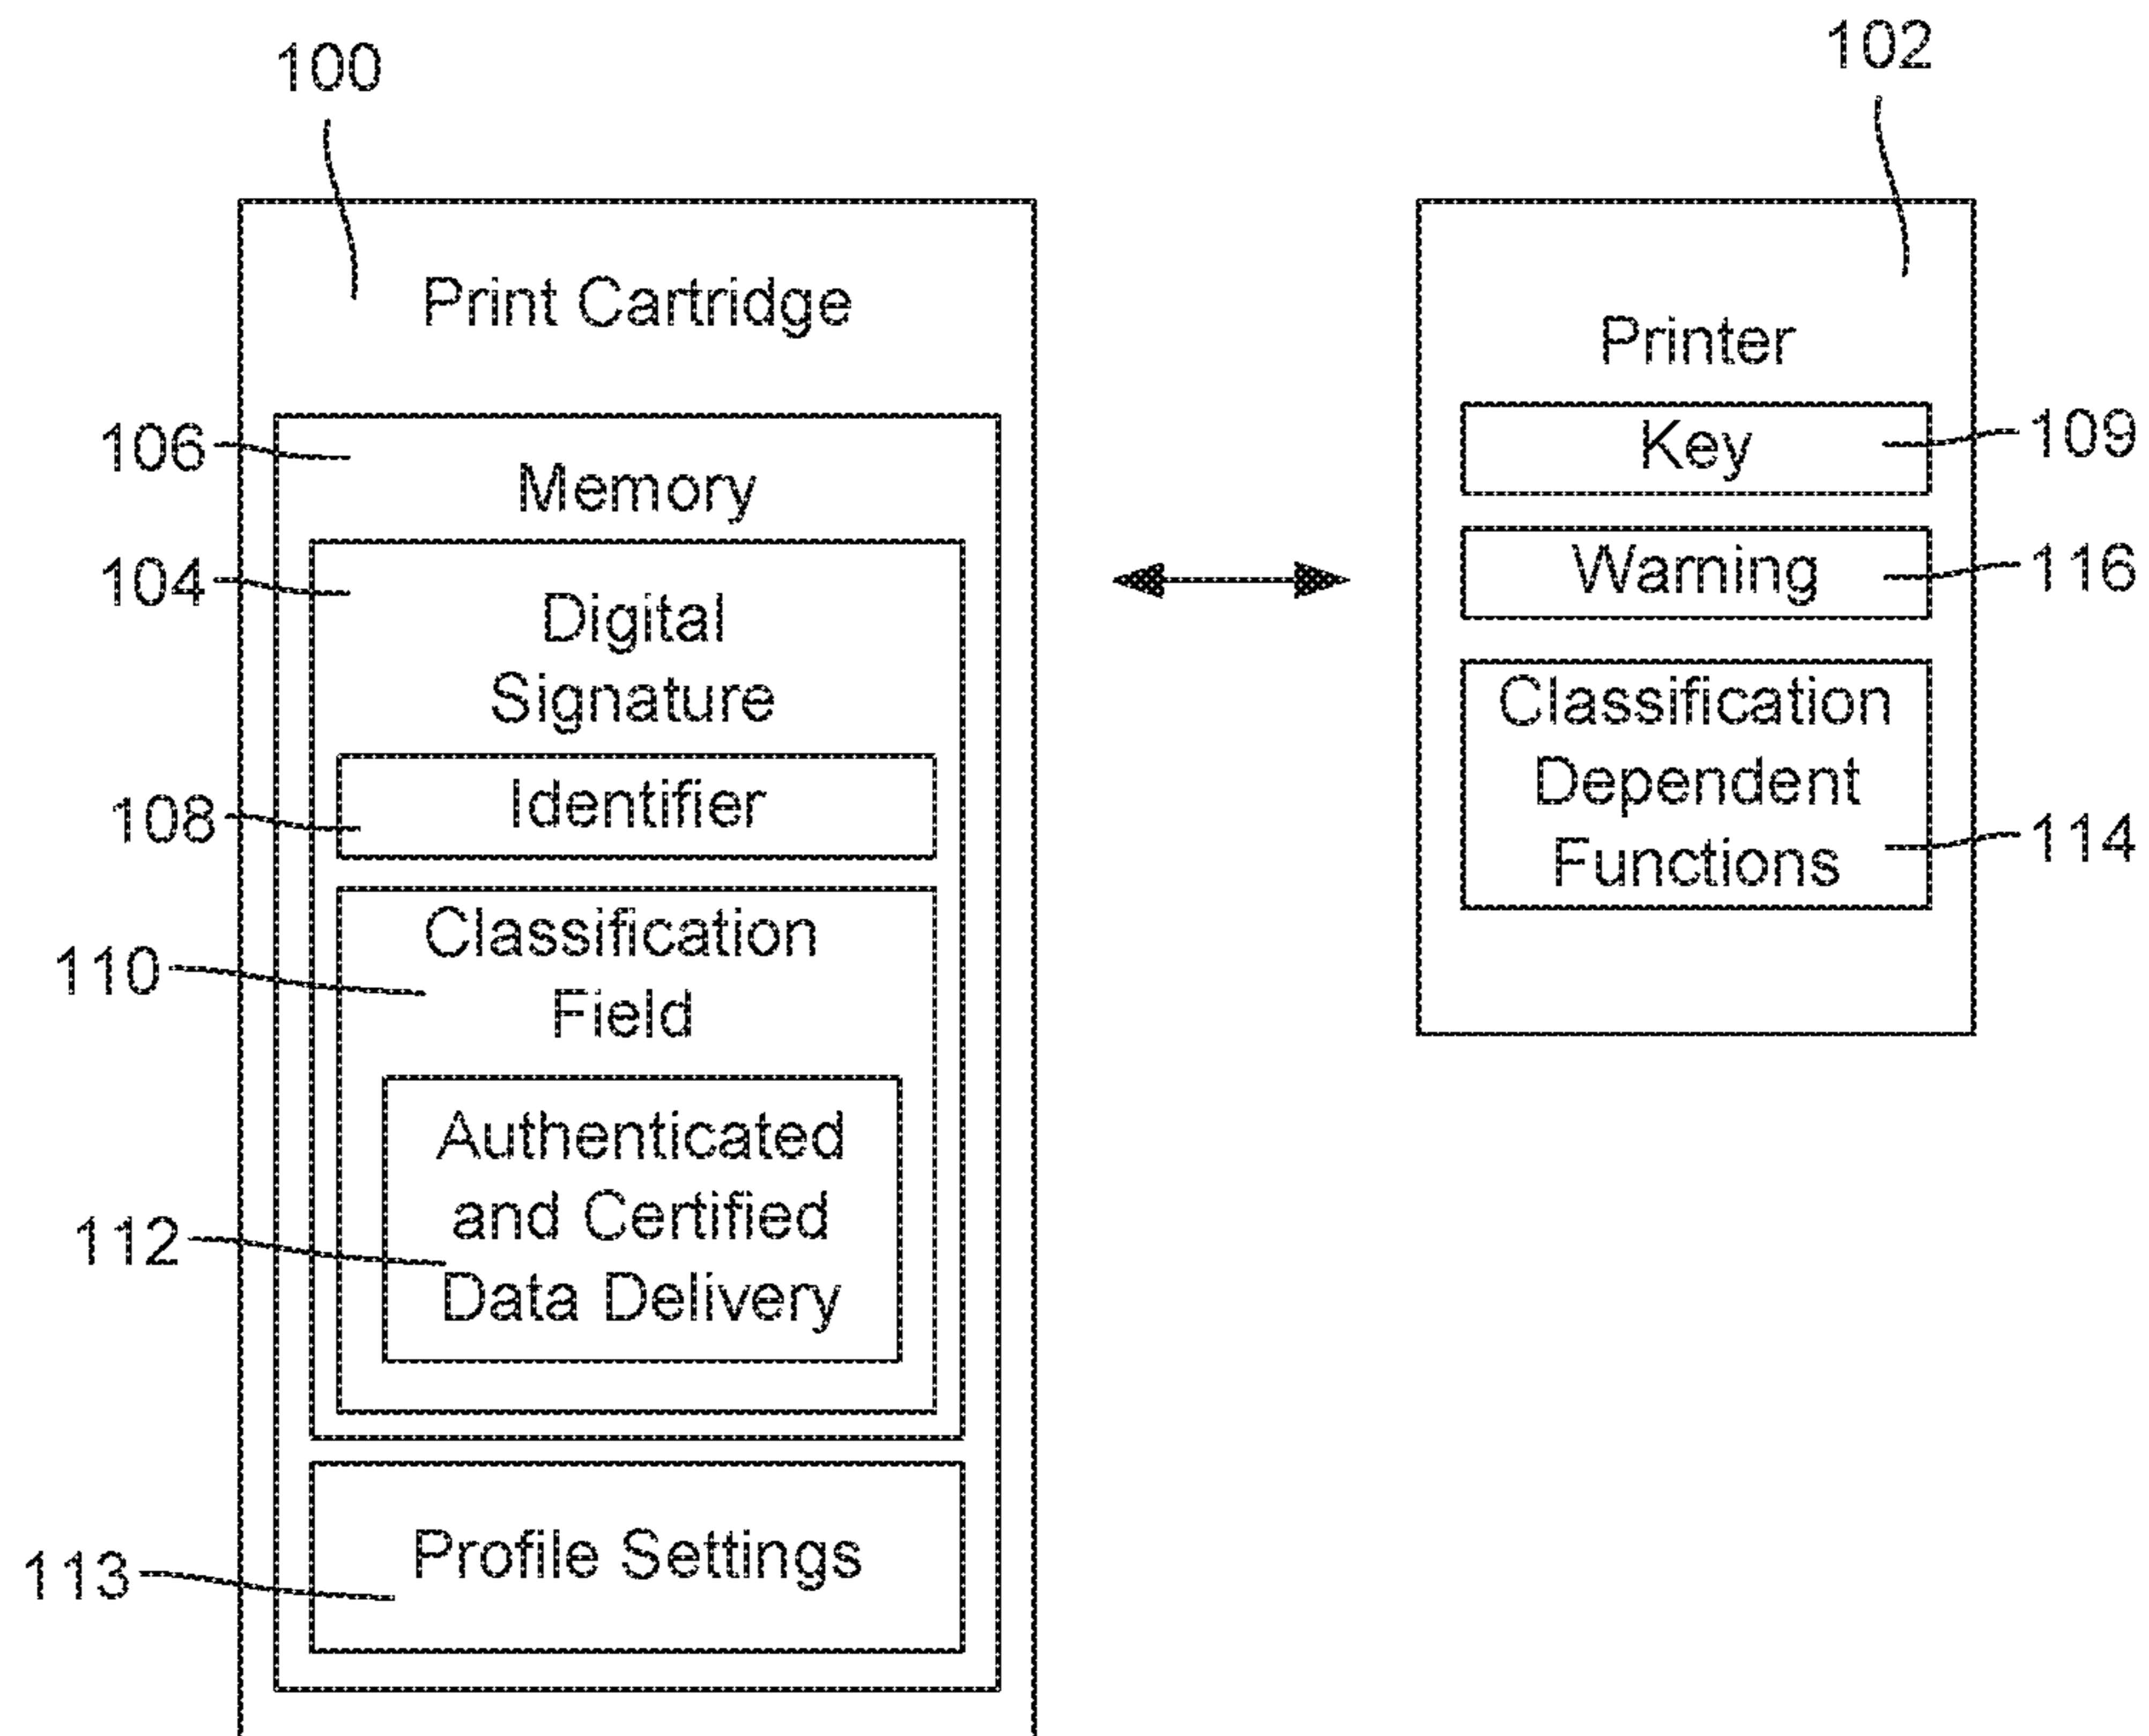 100
Print Cartridge
106
Memory
104
Digital
Signature
108
Identifier
110
Classification
Field
112
Authenticated
and Certified
Data Delivery
113
Profile Settings
102
Printer
Key
109
Warning
116
Classification
Dependent
Functions
114